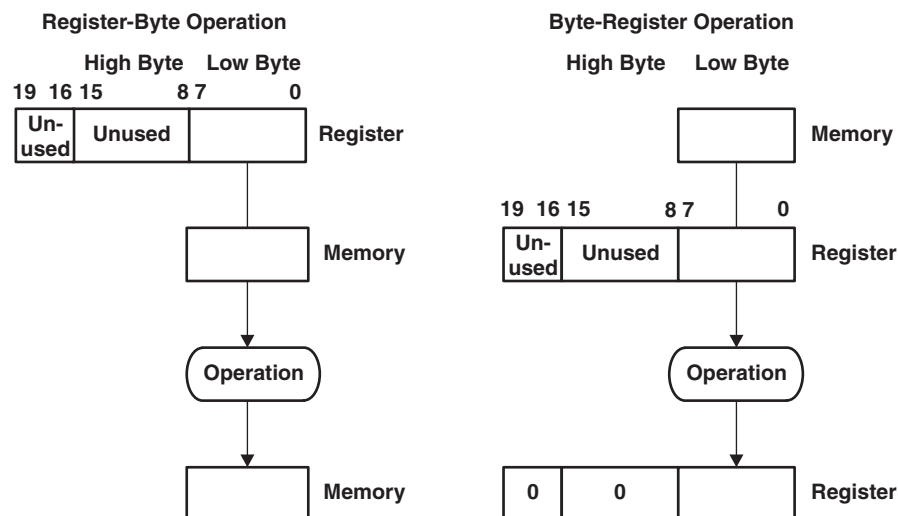 Register-Byte Operation
High Byte Low Byte
19 16 15 8 7 0
Un-
used
Unused
Register
Memory
Operation
Memory
Byte-Register Operation
High Byte Low Byte
Memory
19 16 15 8 7 0
Un-
used
Unused
Register
Operation
0 0 Register